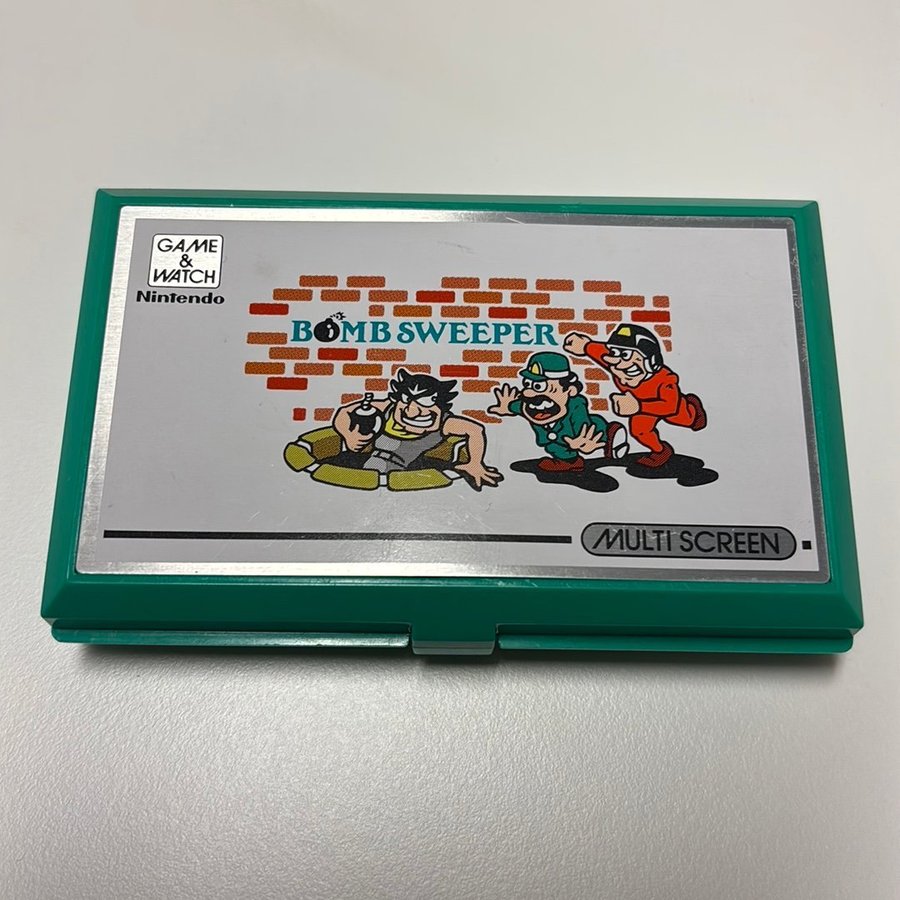 GAME
&
WATCH
Nintendo
BOMB SWEEPER
MULTI SCREEN